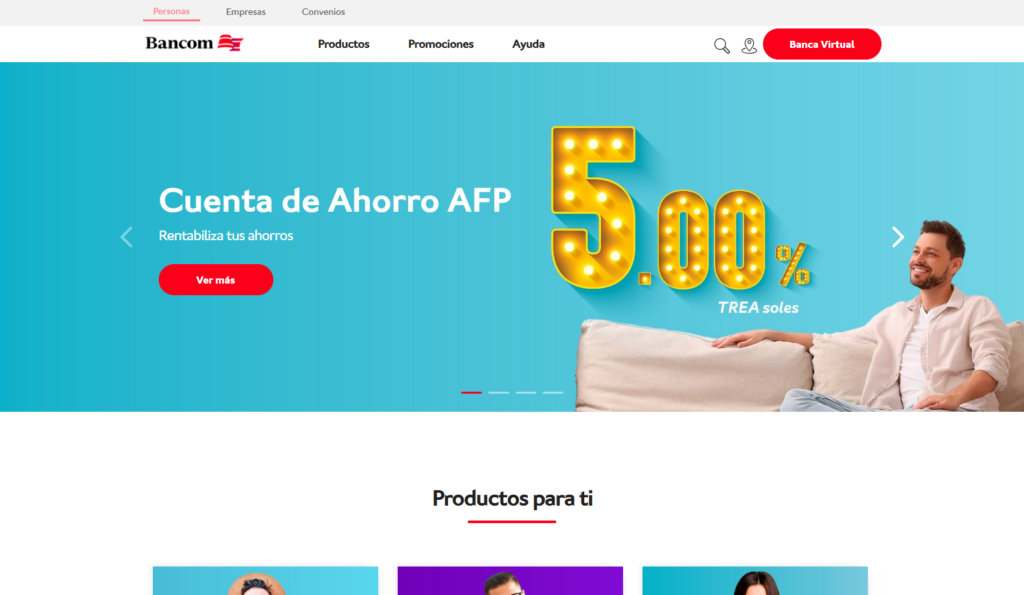 Personas
Empresas
Convenios
Bancom
Productos
Promociones
Ayuda
Banca Virtual
Cuenta de Ahorro AFP
Rentabiliza tus ahorros
Ver más
5.00%
TREA soles
Productos para ti